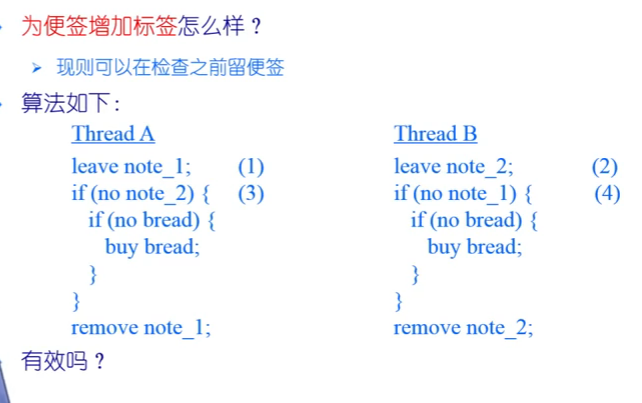 为便签增加标签怎么样？
现则可以在检查之前留便签
算法如下：
Thread A
leave note_1; (1)
if (no note_2) { (3)
if (no bread) {
buy bread;
}
}
remove note_1;
Thread B
leave note_2; (2)
if (no note_1) { (4)
if (no bread) {
buy bread;
}
}
remove note_2;
有效吗？